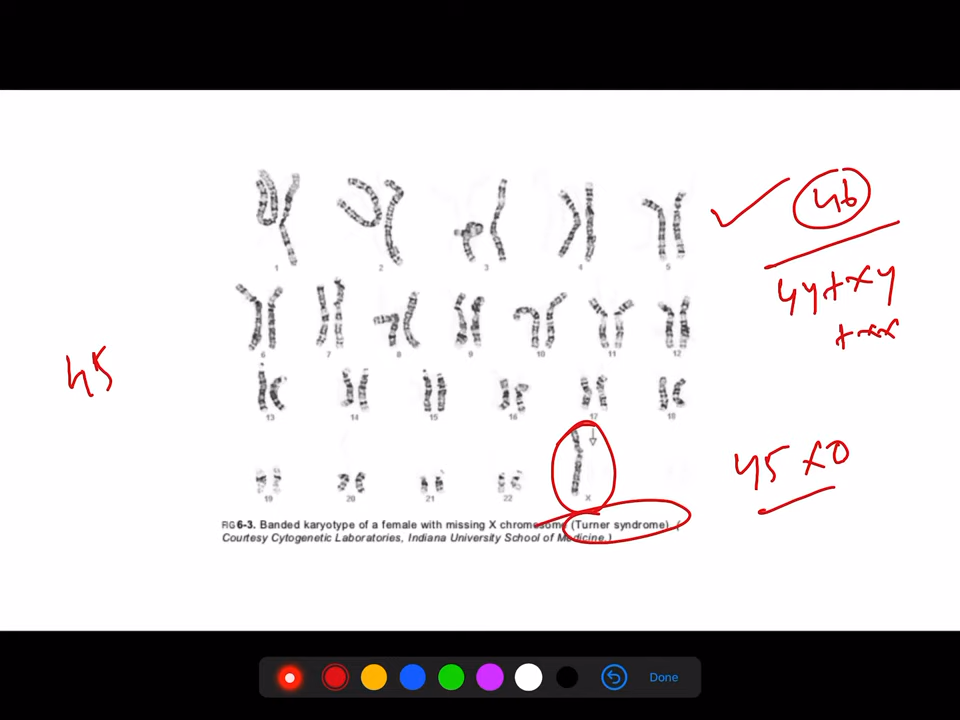 46
1 2 3 4 5
44+xy
+xx
6 7 8 9 10 11 12
45
13 14 15 16 17 18
45 XO
19 20 21 22 X
FIG 6-3. Banded karyotype of a female with missing X chromosome (Turner syndrome). (
Courtesy Cytogenetic Laboratories, Indiana University School of Medicine.)
Done